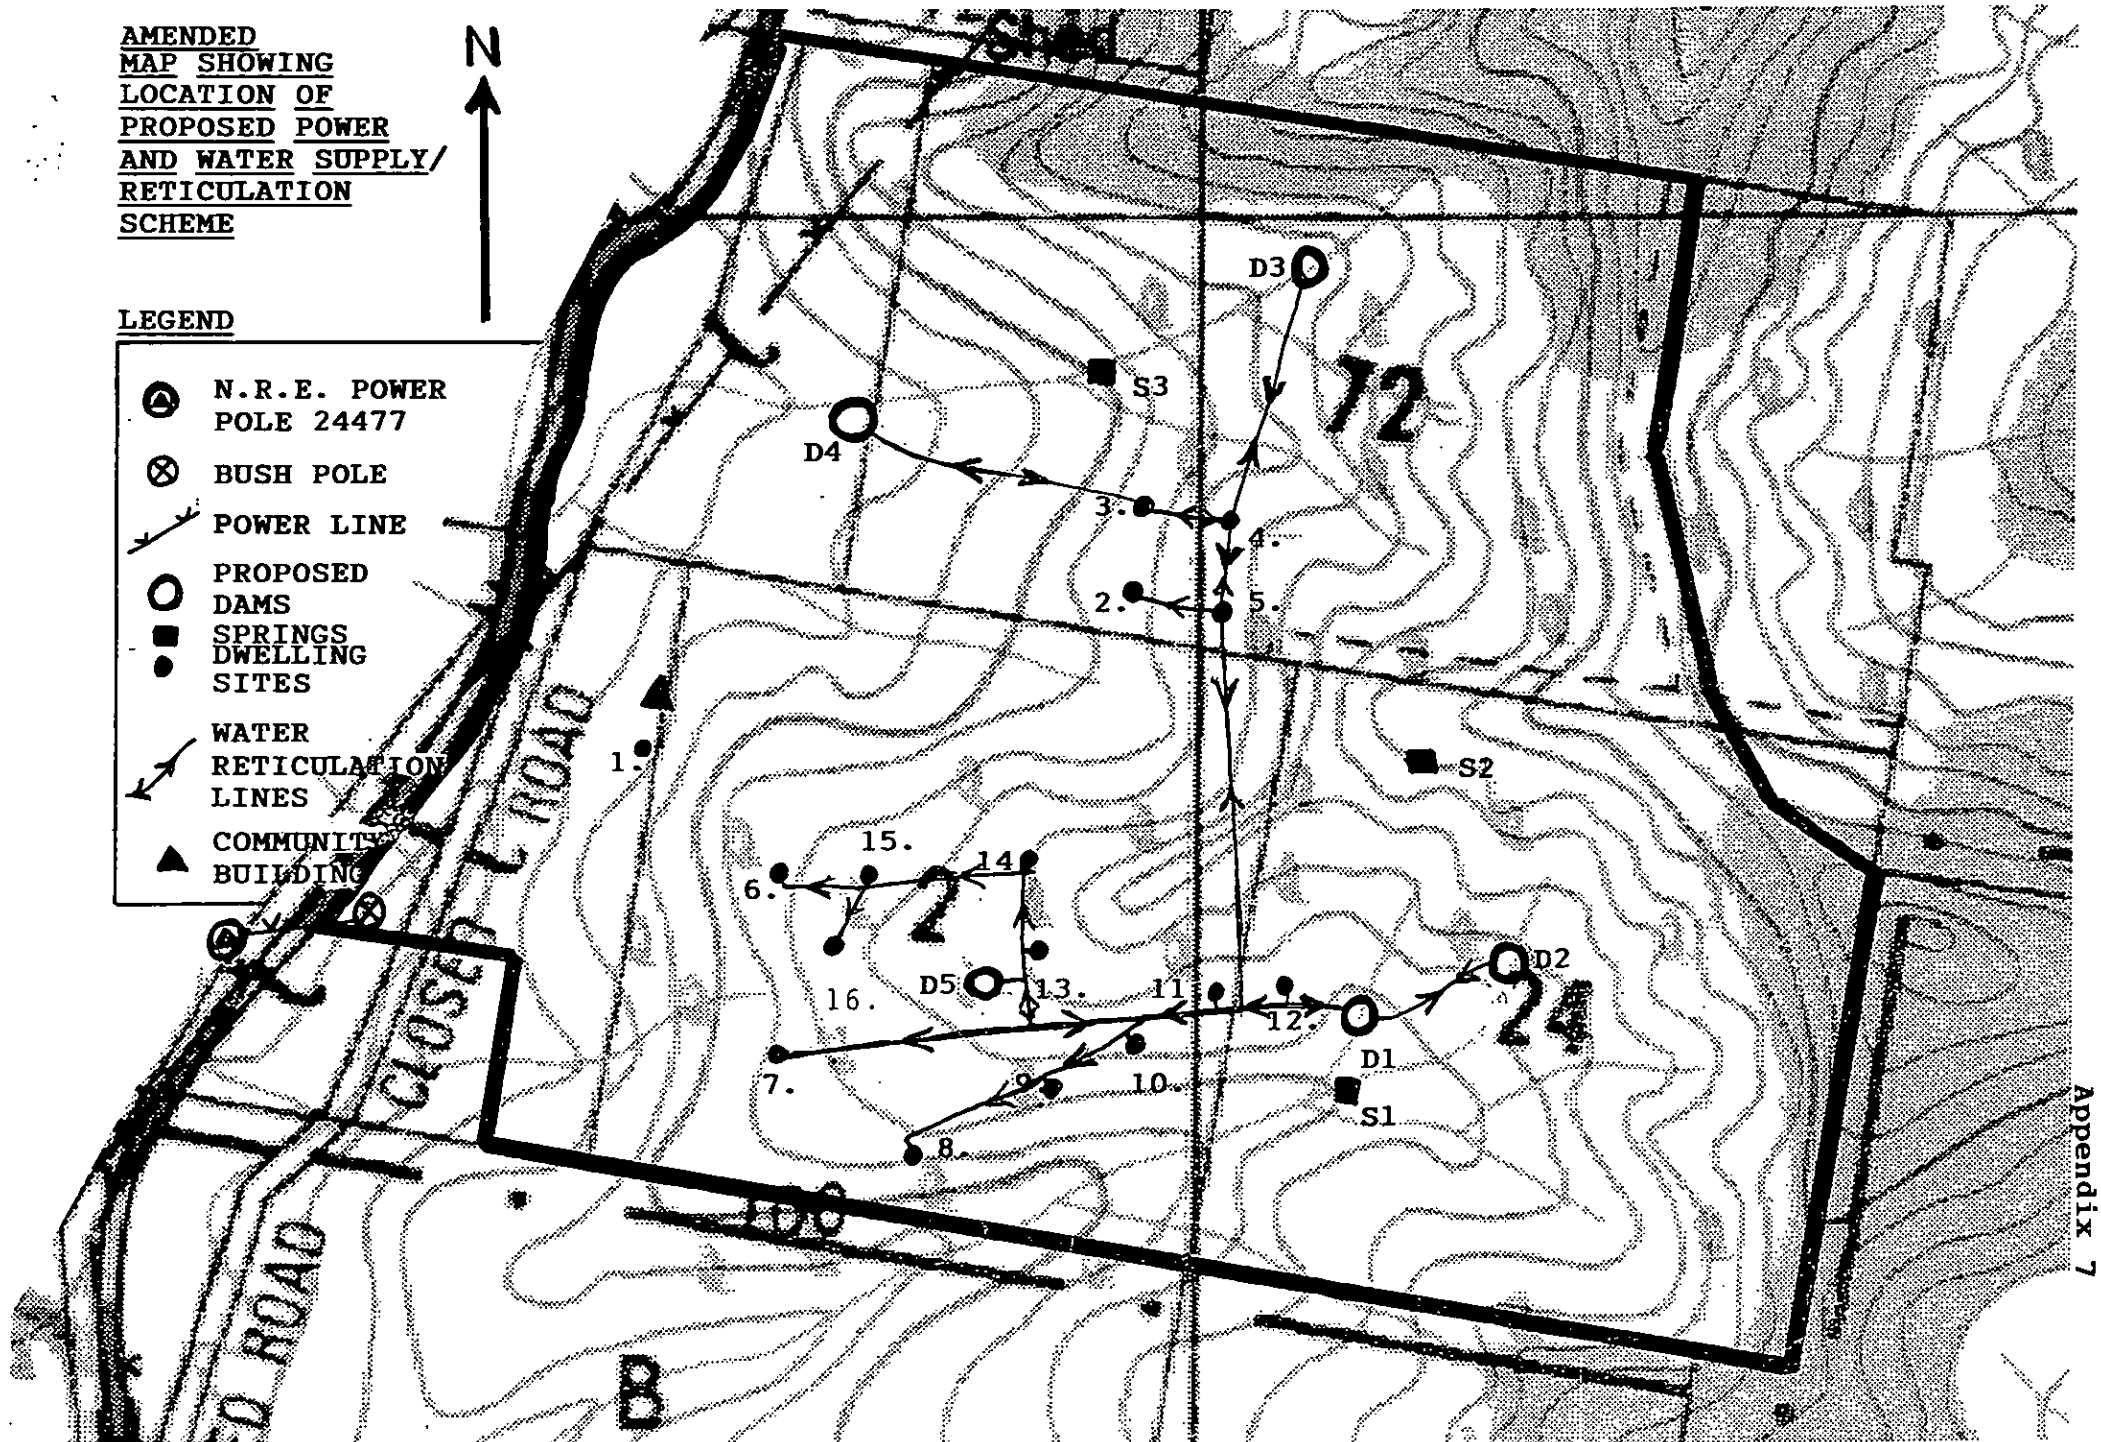 AMENDED
MAP SHOWING
LOCATION OF
PROPOSED POWER
AND WATER SUPPLY/
RETICULATION
SCHEME
N
LEGEND
N.R.E. POWER
POLE 24477
BUSH POLE
POWER LINE
PROPOSED
DAMS
SPRINGS
DWELLING
SITES
WATER
RETICULATION
LINES
COMMUNITY
BUILDING
Shed
D3
S3
72
D4
3.
4.
2.
5.
1.
S2
ROAD
CLOSED
15.
14
6.
2
D5
16.
13.
11
12.
D2
24
D1
7.
9.
10.
S1
8.
100
ROAD
B
Appendix 7